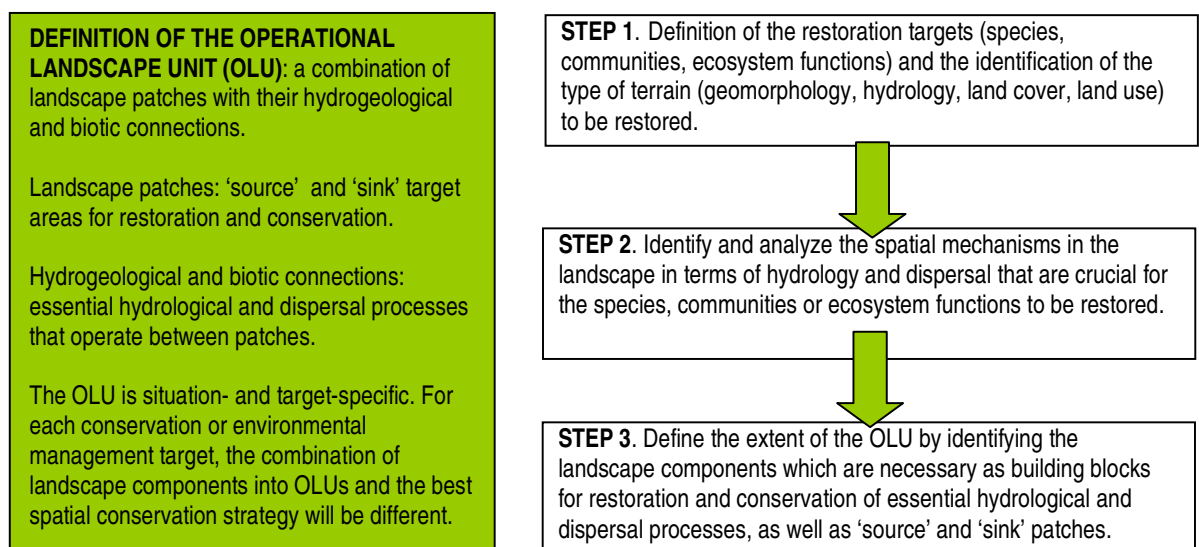 DEFINITION OF THE OPERATIONAL
LANDSCAPE UNIT (OLU): a combination of
landscape patches with their hydrogeological
and biotic connections.
Landscape patches: ‘source’ and ‘sink’ target
areas for restoration and conservation.
Hydrogeological and biotic connections:
essential hydrological and dispersal processes
that operate between patches.
The OLU is situation- and target-specific. For
each conservation or environmental
management target, the combination of
landscape components into OLUs and the best
spatial conservation strategy will be different.
STEP 1. Definition of the restoration targets (species,
communities, ecosystem functions) and the identification of the
type of terrain (geomorphology, hydrology, land cover, land use)
to be restored.
STEP 2. Identify and analyze the spatial mechanisms in the
landscape in terms of hydrology and dispersal that are crucial for
the species, communities or ecosystem functions to be restored.
STEP 3. Define the extent of the OLU by identifying the
landscape components which are necessary as building blocks
for restoration and conservation of essential hydrological and
dispersal processes, as well as ‘source’ and ‘sink’ patches.